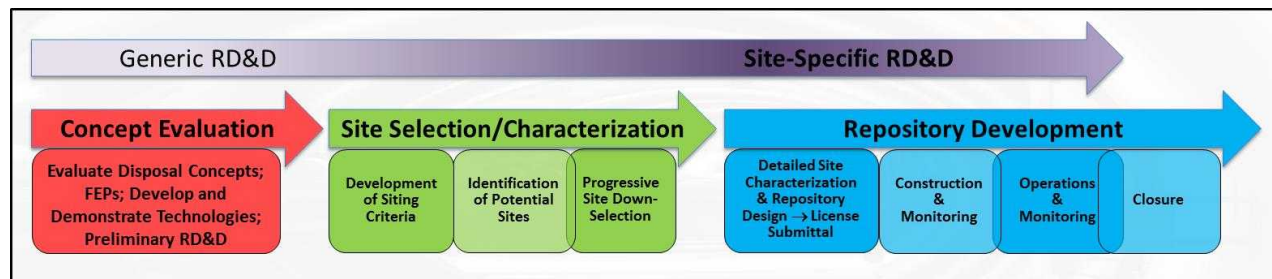 Generic RD&D
Site-Specific RD&D
Concept Evaluation
Evaluate Disposal Concepts;
FEPs; Develop and
Demonstrate Technologies;
Preliminary RD&D
Site Selection/Characterization
Development
of Siting
Criteria
Identification
of Potential
Sites
Progressive
Site Down-
Selection
Repository Development
Detailed Site
Characterization
& Repository
Design → License
Submittal
Construction
&
Monitoring
Operations
&
Monitoring
Closure